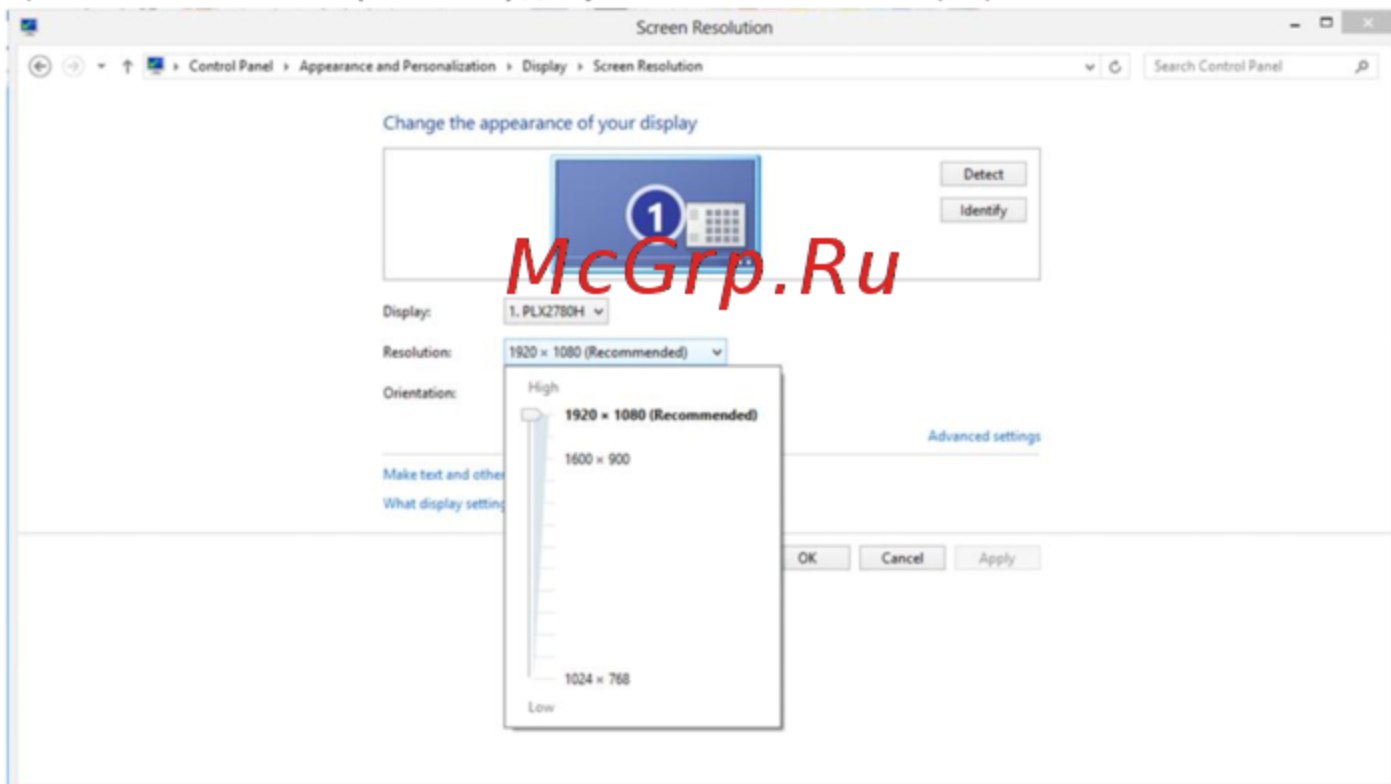 Screen Resolution
Control Panel Appearance and Personalization Display Screen Resolution Search Control Panel
Change the appearance of your display
Detect
1
Identify
McGrp.Ru
Display: 1. PLX2780H
Resolution: 1920 × 1080 (Recommended)
Orientation:
High
1920 × 1080 (Recommended)
Advanced settings
1600 × 900
Make text and other
What display setting
OK Cancel Apply
1024 × 768
Low